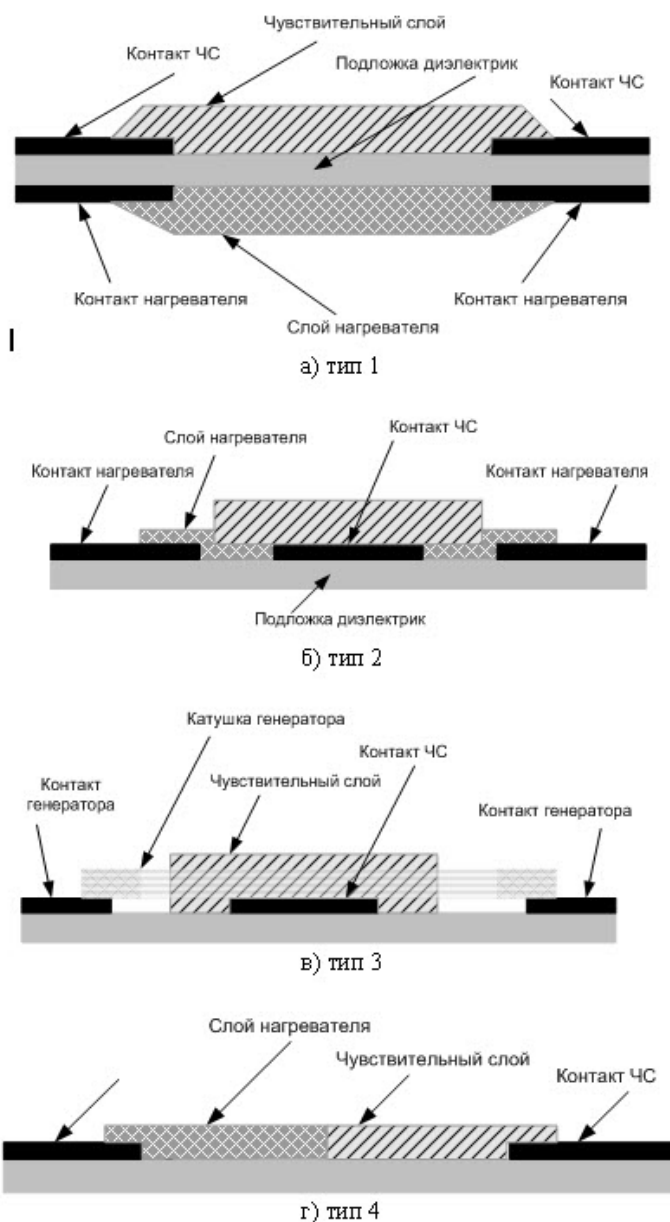 Чувствительный слой
Контакт ЧС
Подложка диэлектрик
Контакт ЧС
Контакт нагревателя
Контакт нагревателя
Слой нагревателя
а) тип 1
Слой нагревателя
Контакт ЧС
Контакт нагревателя
Контакт нагревателя
Подложка диэлектрик
б) тип 2
Катушка генератора
Контакт ЧС
Контакт
генератора
Чувствительный слой
Контакт генератора
в) тип 3
Слой нагревателя
Чувствительный слой
Контакт ЧС
г) тип 4